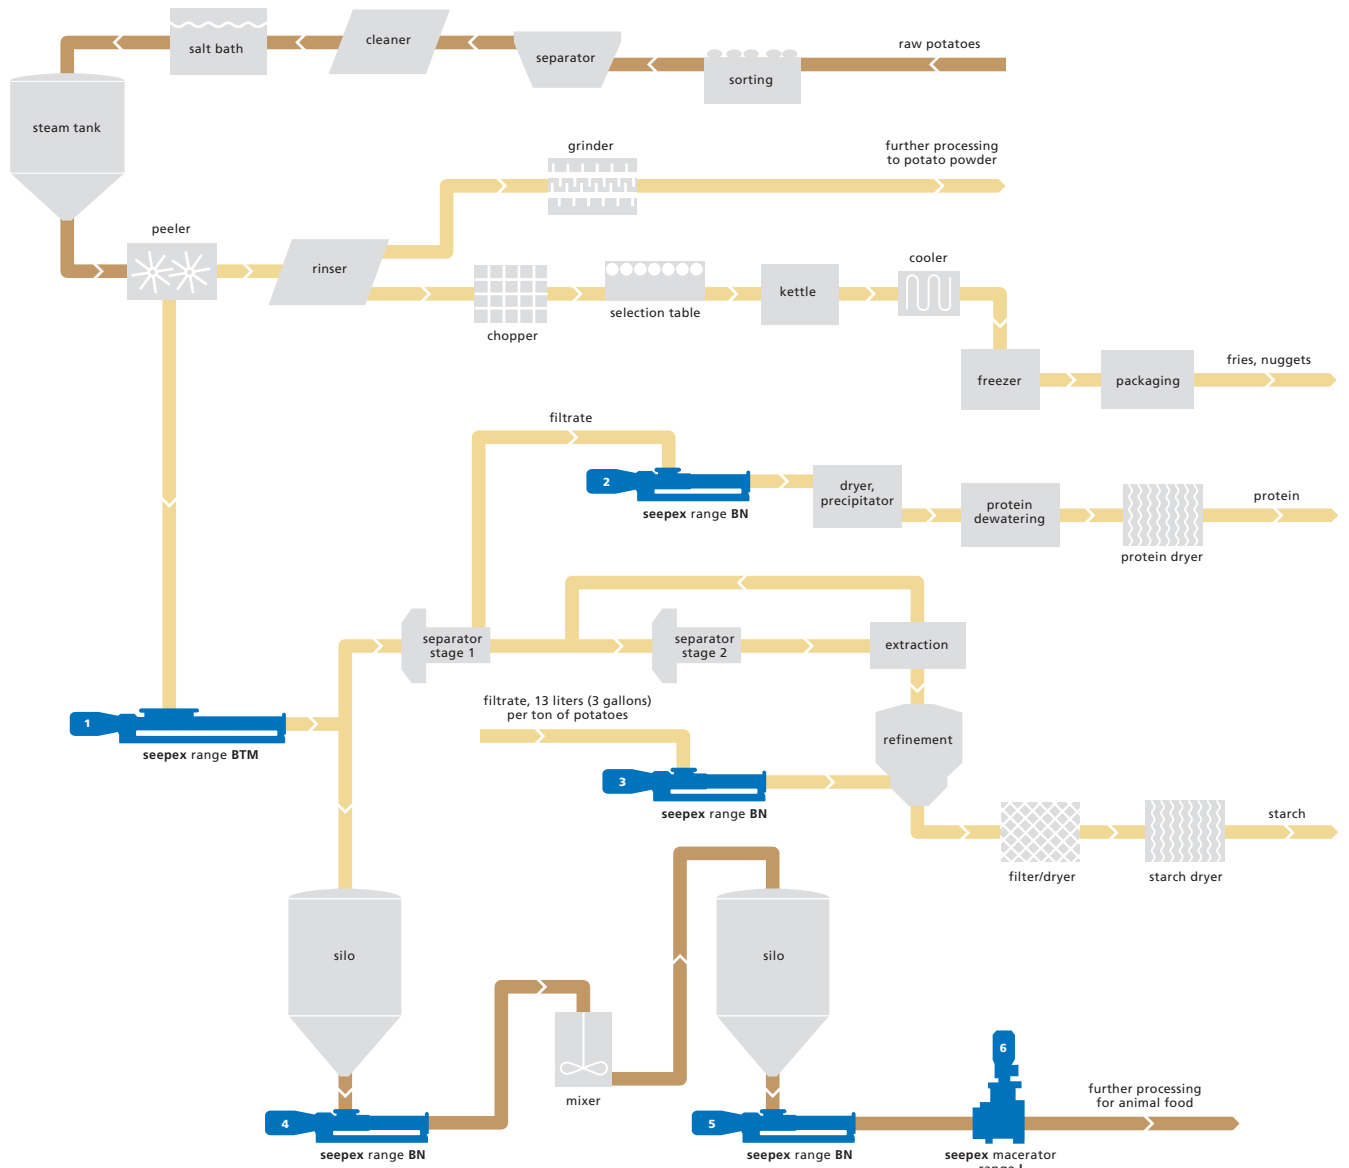 salt bath
cleaner
separator
sorting
raw potatoes
steam tank
grinder
further processing
to potato powder
peeler
rinser
chopper
selection table
kettle
cooler
freezer
packaging
fries, nuggets
filtrate
2
seepex range BN
dryer,
precipitator
protein
dewatering
protein dryer
protein
separator
stage 1
separator
stage 2
extraction
1
seepex range BTM
filtrate, 13 liters (3 gallons)
per ton of potatoes
3
seepex range BN
refinement
filter/dryer
starch dryer
starch
silo
4
seepex range BN
mixer
silo
5
seepex range BN
6
seepex macerator
further processing
for animal food